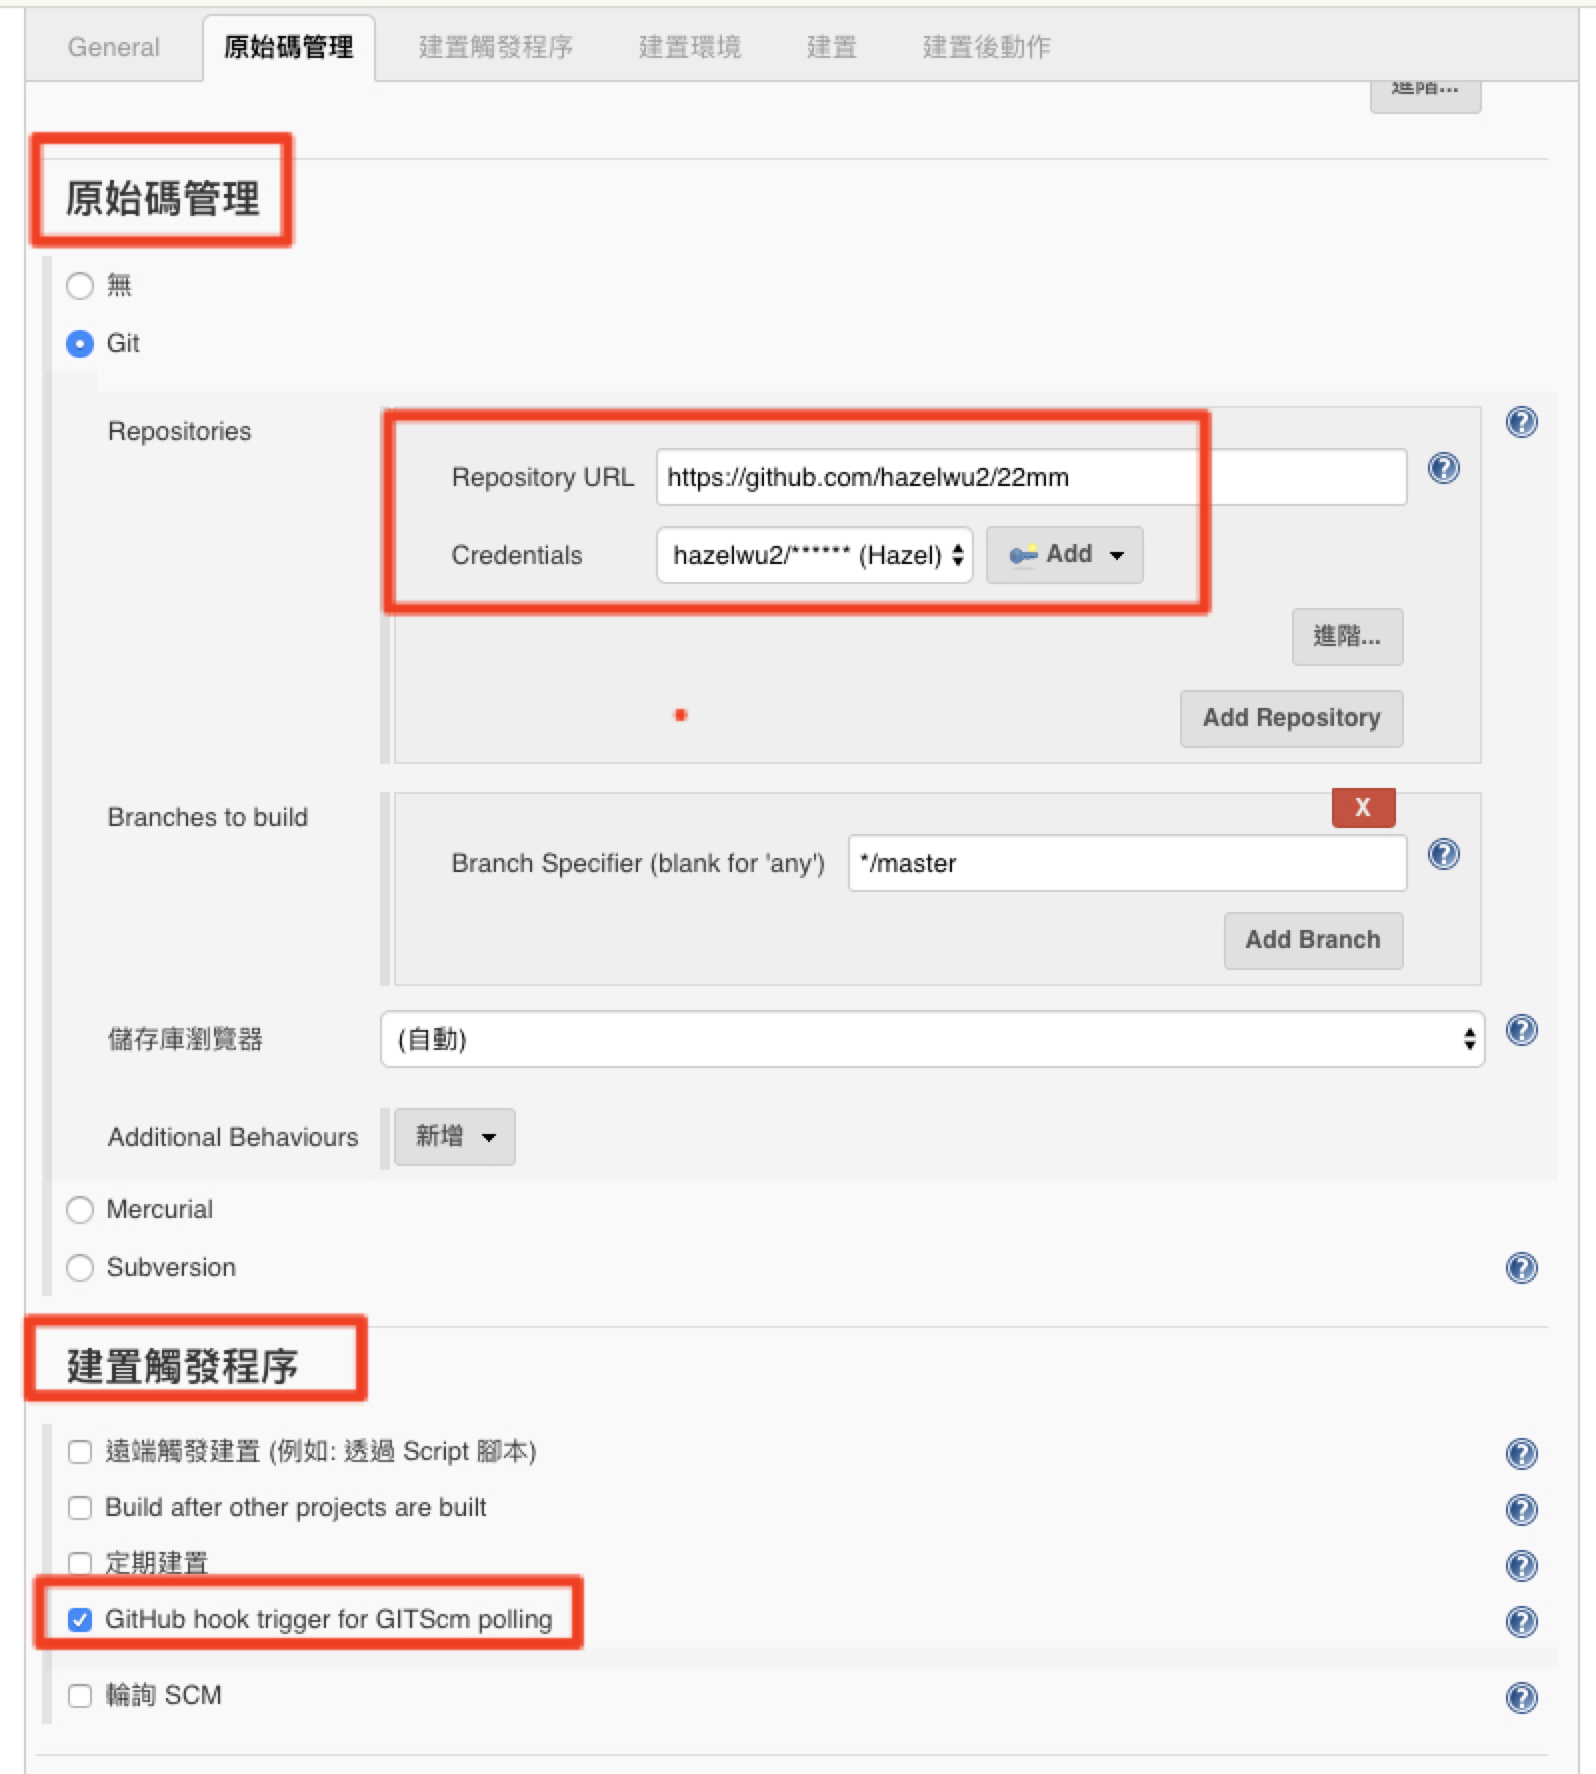 General 原始碼管理 建置觸發程序 建置環境 建置 建置後動作
進階...
原始碼管理
無
Git
Repositories
Repository URL https://github.com/hazelwu2/22mm
Credentials hazelwu2/****** (Hazel) Add
進階...
Add Repository
Branches to build
X
Branch Specifier (blank for 'any') */master
Add Branch
儲存庫瀏覽器 (自動)
Additional Behaviours 新增
Mercurial
Subversion
建置觸發程序
遠端觸發建置 (例如: 透過 Script 腳本)
Build after other projects are built
定期建置
GitHub hook trigger for GITScm polling
輪詢 SCM